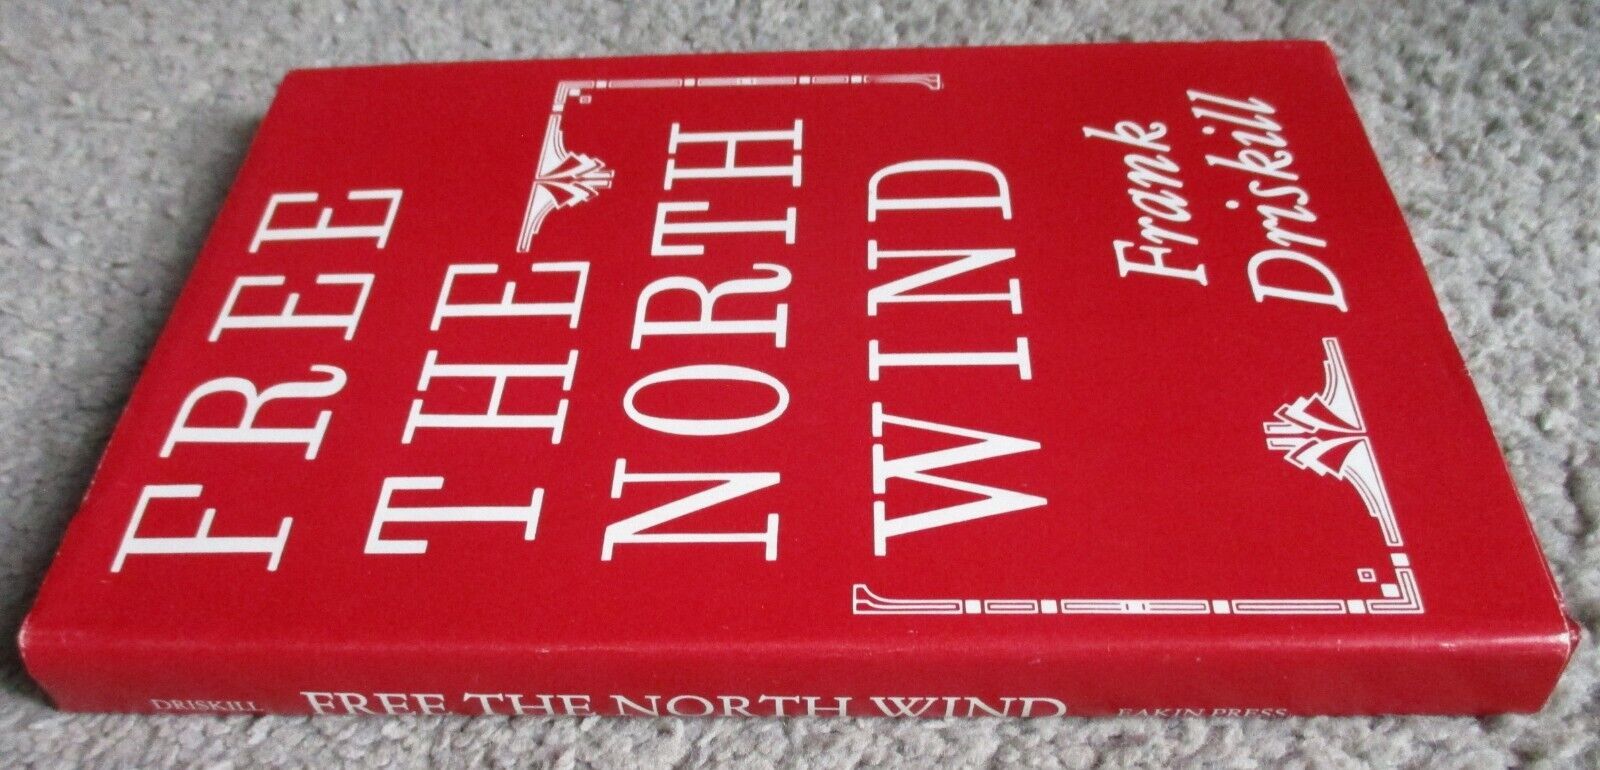 FREE
THE
NORTH
WIND
Frank
Driskill
DRISKILL FREE THE NORTH WIND EAKIN PRESS